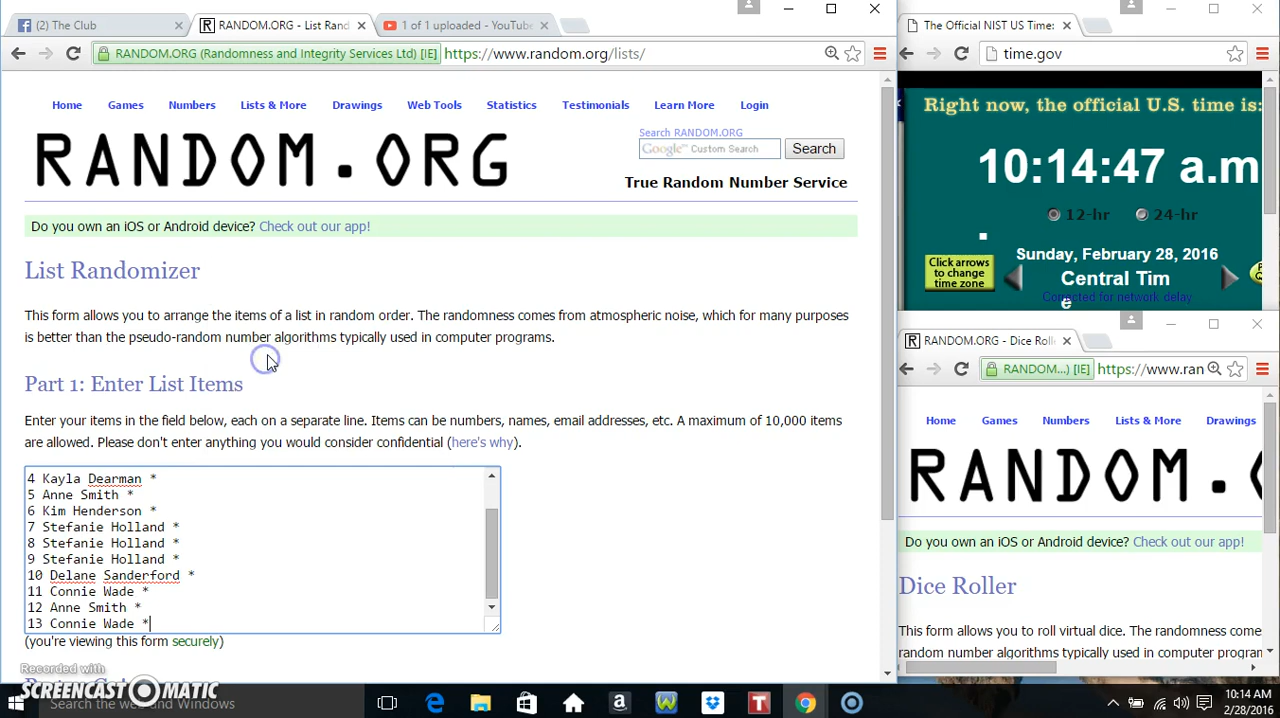 (2) The Club
RANDOM.ORG - List Rand
1 of 1 uploaded - YouTube
RANDOM.ORG (Randomness and Integrity Services Ltd) [IE] https://www.random.org/lists/
Home Games Numbers Lists & More Drawings Web Tools Statistics Testimonials Learn More Login
RANDOM.ORG
Search RANDOM.ORG
Google™ Custom Search Search
True Random Number Service
Do you own an iOS or Android device? Check out our app!
List Randomizer
This form allows you to arrange the items of a list in random order. The randomness comes from atmospheric noise, which for many purposes
is better than the pseudo-random number algorithms typically used in computer programs.
Part 1: Enter List Items
Enter your items in the field below, each on a separate line. Items can be numbers, names, email addresses, etc. A maximum of 10,000 items
are allowed. Please don't enter anything you would consider confidential (here's why).
4 Kayla Dearman *
5 Anne Smith *
6 Kim Henderson *
7 Stefanie Holland *
8 Stefanie Holland *
9 Stefanie Holland *
10 Delane Sanderford *
11 Connie Wade *
12 Anne Smith *
13 Connie Wade *
(you're viewing this form securely)
The Official NIST US Time:
time.gov
Right now, the official U.S. time is:
10:14:47 a.m
12-hr 24-hr
Click arrows
to change
time zone
Sunday, February 28, 2016
Central Tim
e
Corrected for network delay
RANDOM.ORG - Dice Roller
RANDOM...) [IE] https://www.ran
Home Games Numbers Lists & More Drawings
RANDOM.
Do you own an iOS or Android device? Check out our app!
Dice Roller
This form allows you to roll virtual dice. The randomness come
random number algorithms typically used in computer program
Recorded with
SCREENCAST-O-MATIC
Search the web and Windows
10:14 AM
2/28/2016